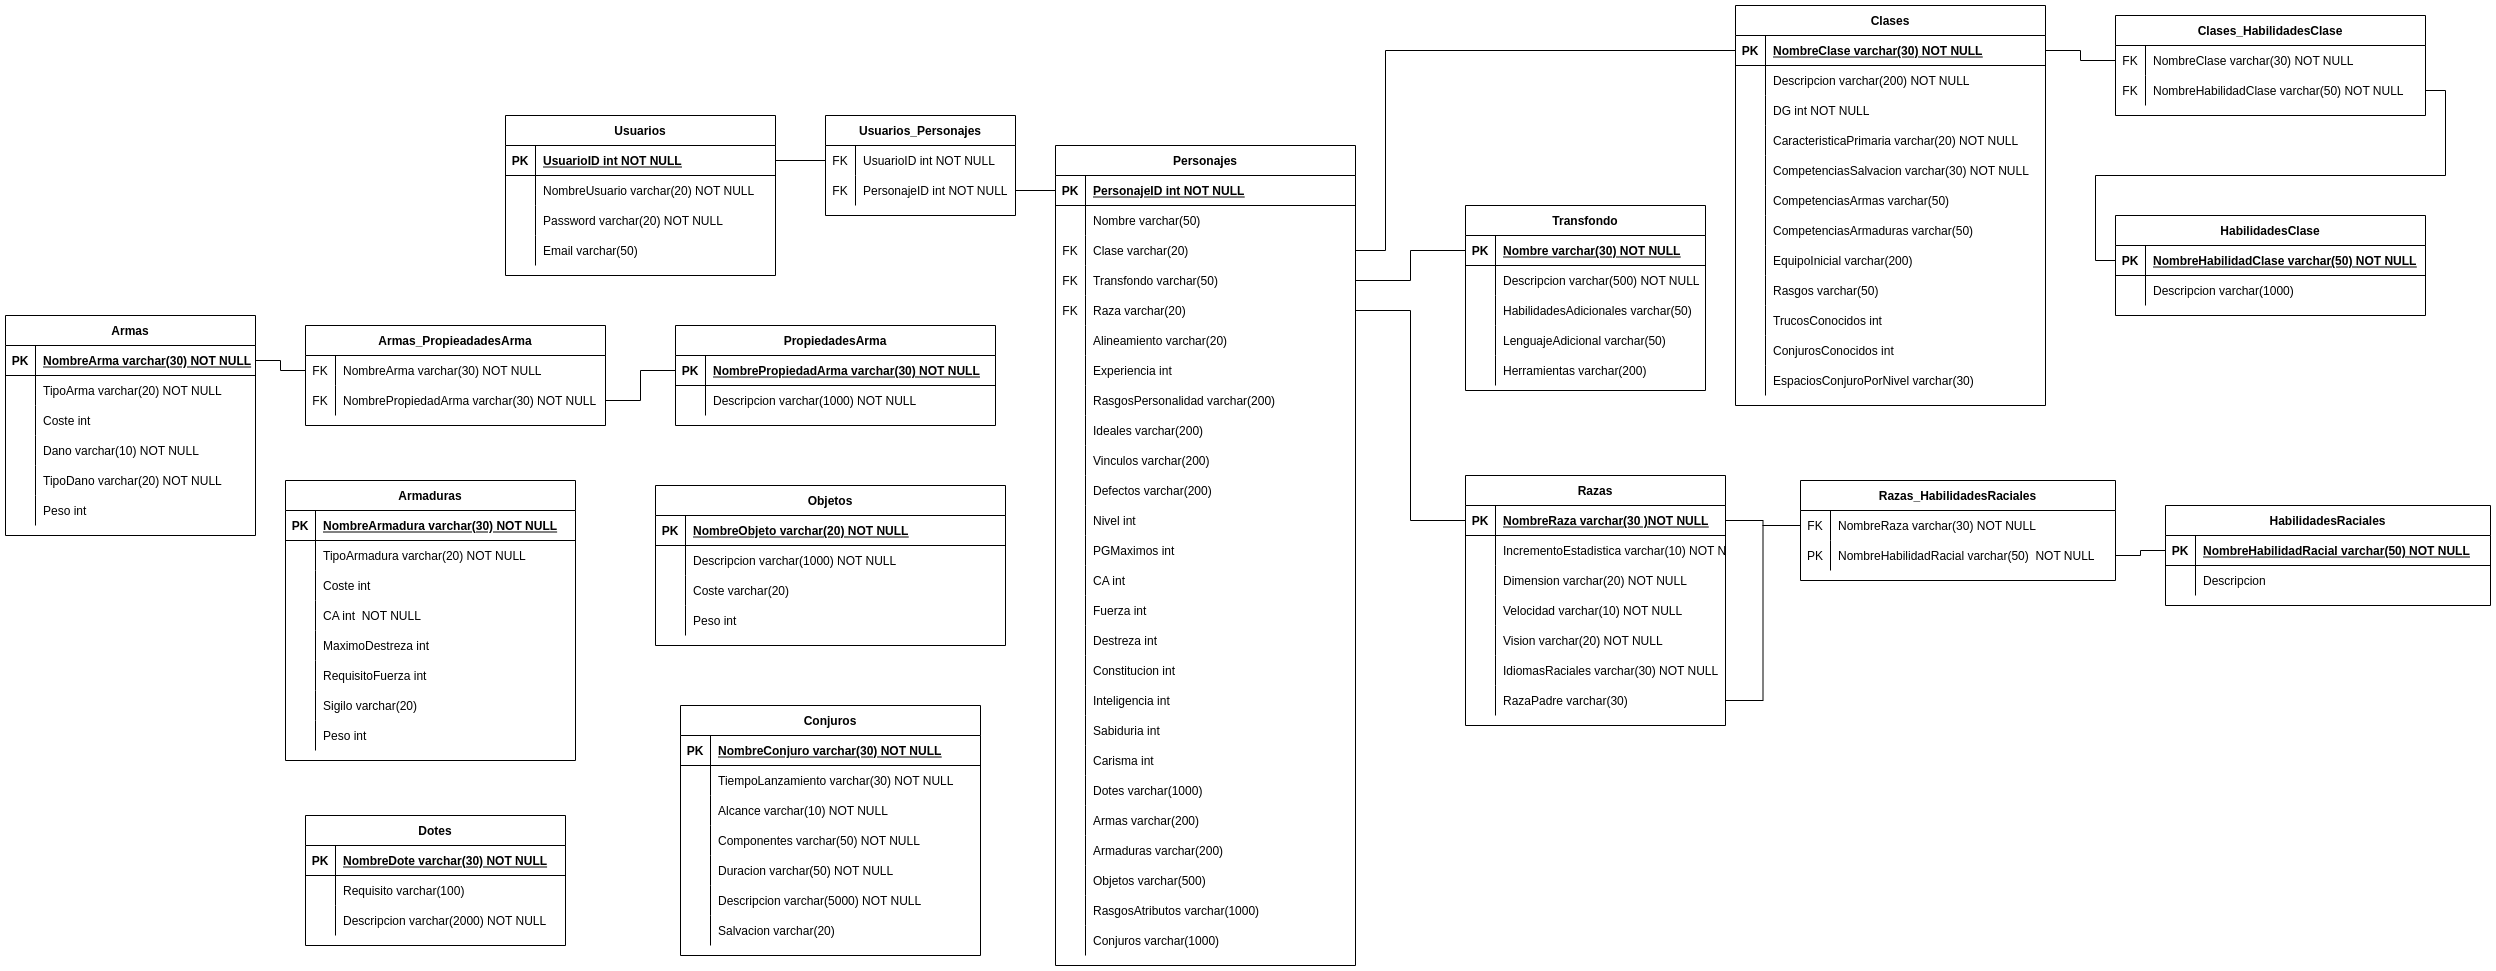 Clases
PK NombreClase varchar(30) NOT NULL
Descripcion varchar(200) NOT NULL
DG int NOT NULL
CaracteristicaPrimaria varchar(20) NOT NULL
CompetenciasSalvacion varchar(30) NOT NULL
CompetenciasArmas varchar(50)
CompetenciasArmaduras varchar(50)
EquipoInicial varchar(200)
Rasgos varchar(50)
TrucosConocidos int
ConjurosConocidos int
EspaciosConjuroPorNivel varchar(30)
Clases_HabilidadesClase
FK NombreClase varchar(30) NOT NULL
FK NombreHabilidadClase varchar(50) NOT NULL
Usuarios
PK UsuarioID int NOT NULL
NombreUsuario varchar(20) NOT NULL
Password varchar(20) NOT NULL
Email varchar(50)
Usuarios_Personajes
FK UsuarioID int NOT NULL
FK PersonajeID int NOT NULL
Personajes
PK PersonajeID int NOT NULL
Nombre varchar(50)
FK Clase varchar(20)
FK Transfondo varchar(50)
FK Raza varchar(20)
Alineamiento varchar(20)
Experiencia int
RasgosPersonalidad varchar(200)
Ideales varchar(200)
Vinculos varchar(200)
Defectos varchar(200)
Nivel int
PGMaximos int
CA int
Fuerza int
Destreza int
Constitucion int
Inteligencia int
Sabiduria int
Carisma int
Dotes varchar(1000)
Armas varchar(200)
Armaduras varchar(200)
Objetos varchar(500)
RasgosAtributos varchar(1000)
Conjuros varchar(1000)
Transfondo
PK Nombre varchar(30) NOT NULL
Descripcion varchar(500) NOT NULL
HabilidadesAdicionales varchar(50)
LenguajeAdicional varchar(50)
Herramientas varchar(200)
HabilidadesClase
PK NombreHabilidadClase varchar(50) NOT NULL
Descripcion varchar(1000)
Armas
PK NombreArma varchar(30) NOT NULL
TipoArma varchar(20) NOT NULL
Coste int
Dano varchar(10) NOT NULL
TipoDano varchar(20) NOT NULL
Peso int
Armas_PropieadadesArma
FK NombreArma varchar(30) NOT NULL
FK NombrePropiedadArma varchar(30) NOT NULL
PropiedadesArma
PK NombrePropiedadArma varchar(30) NOT NULL
Descripcion varchar(1000) NOT NULL
Armaduras
PK NombreArmadura varchar(30) NOT NULL
TipoArmadura varchar(20) NOT NULL
Coste int
CA int  NOT NULL
MaximoDestreza int
RequisitoFuerza int
Sigilo varchar(20)
Peso int
Objetos
PK NombreObjeto varchar(20) NOT NULL
Descripcion varchar(1000) NOT NULL
Coste varchar(20)
Peso int
Razas
PK NombreRaza varchar(30 )NOT NULL
IncrementoEstadistica varchar(10) NOT N
Dimension varchar(20) NOT NULL
Velocidad varchar(10) NOT NULL
Vision varchar(20) NOT NULL
IdiomasRaciales varchar(30) NOT NULL
RazaPadre varchar(30)
Razas_HabilidadesRaciales
FK NombreRaza varchar(30) NOT NULL
PK NombreHabilidadRacial varchar(50)  NOT NULL
HabilidadesRaciales
PK NombreHabilidadRacial varchar(50) NOT NULL
Descripcion
Conjuros
PK NombreConjuro varchar(30) NOT NULL
TiempoLanzamiento varchar(30) NOT NULL
Alcance varchar(10) NOT NULL
Componentes varchar(50) NOT NULL
Duracion varchar(50) NOT NULL
Descripcion varchar(5000) NOT NULL
Salvacion varchar(20)
Dotes
PK NombreDote varchar(30) NOT NULL
Requisito varchar(100)
Descripcion varchar(2000) NOT NULL